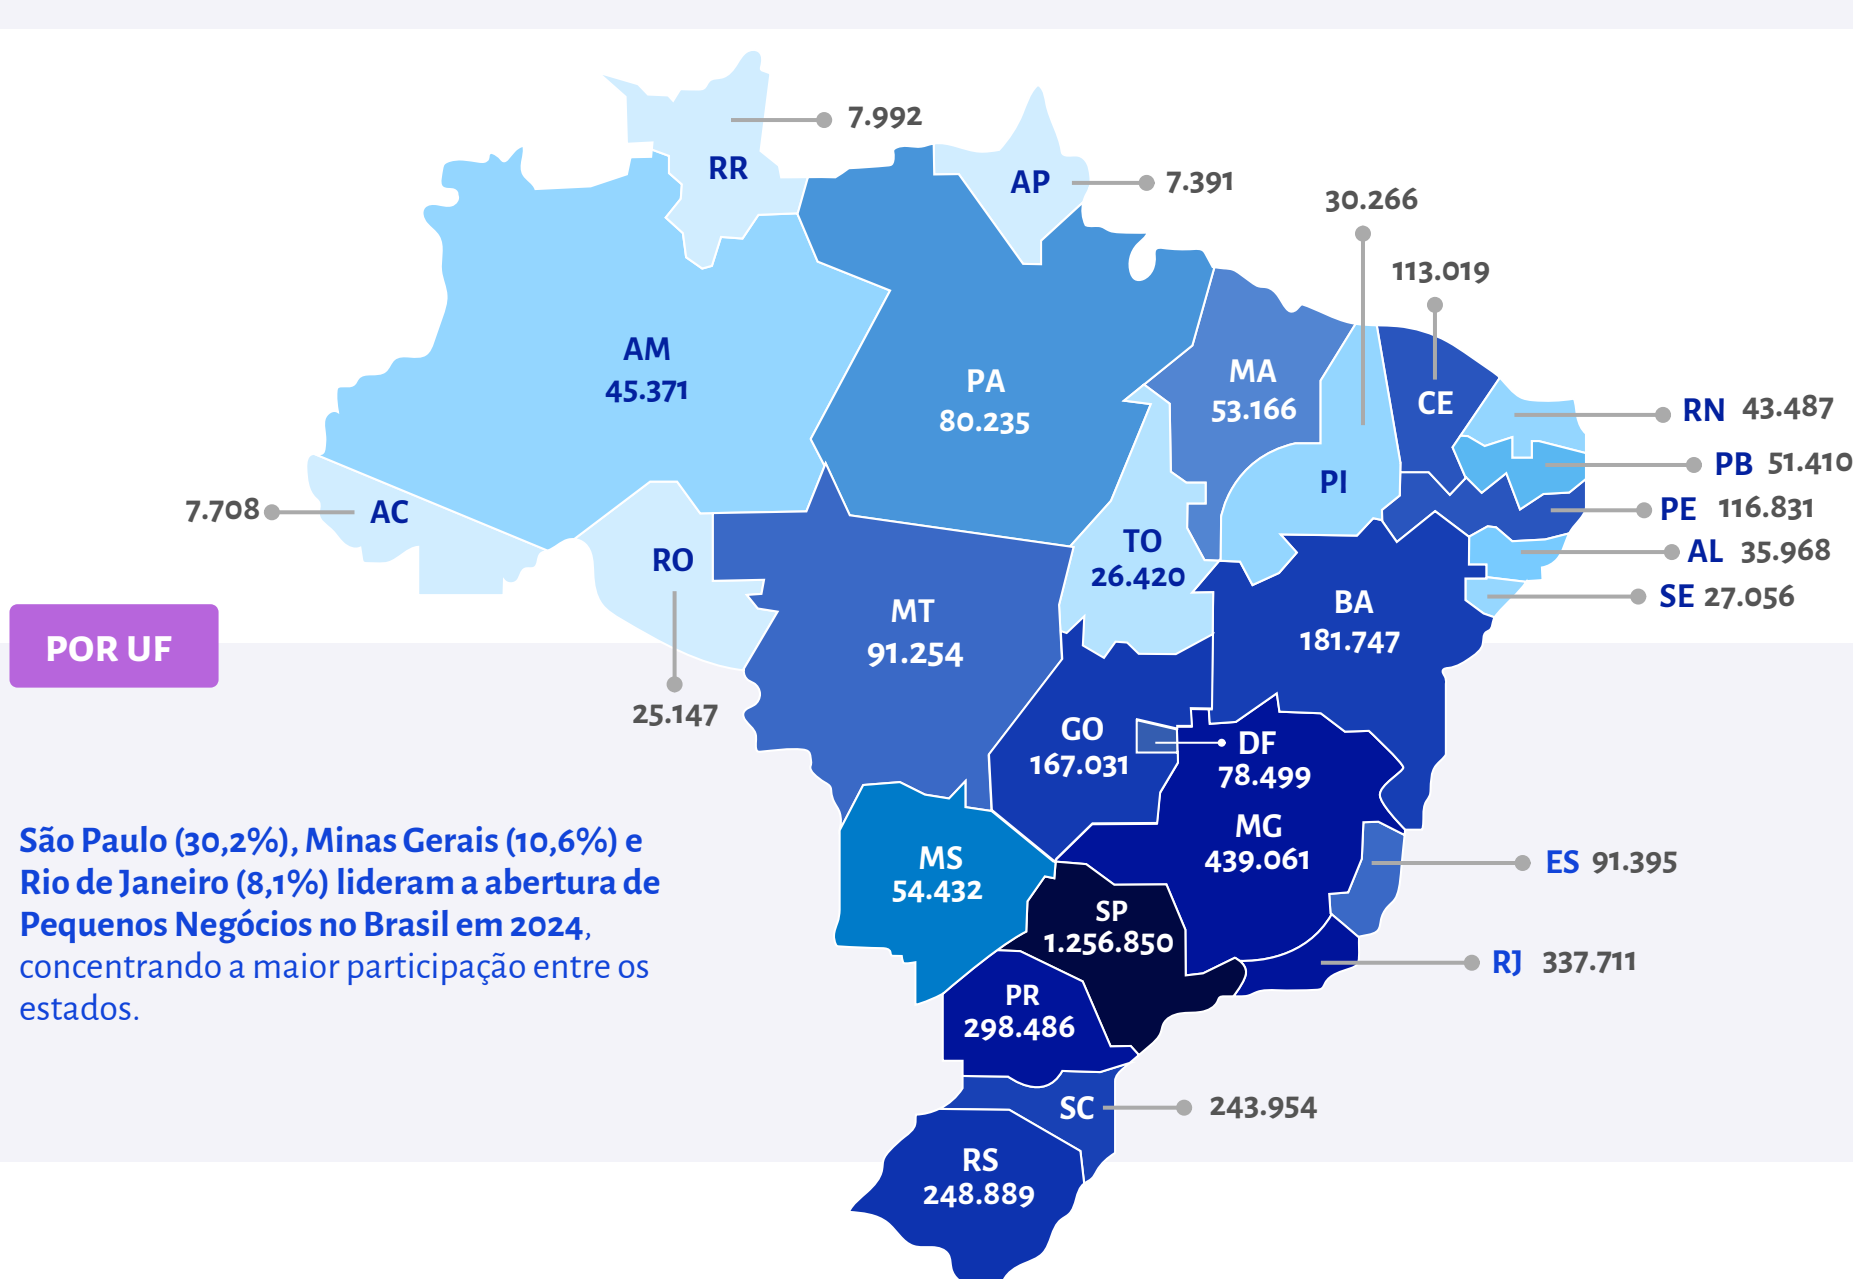 7.992
RR
AP
7.391
30.266
113.019
AM
45.371
PA
80.235
MA
53.166
CE
RN 43.487
PB 51.410
PI
7.708
AC
PE 116.831
RO
TO
26.420
AL 35.968
SE 27.056
BA
181.747
MT
91.254
POR UF
25.147
GO
167.031
DF
78.499
MG
439.061
São Paulo (30,2%), Minas Gerais (10,6%) e
Rio de Janeiro (8,1%) lideram a abertura de
Pequenos Negócios no Brasil em 2024,
concentrando a maior participação entre os
estados.
MS
54.432
ES 91.395
SP
1.256.850
RJ 337.711
PR
298.486
SC
243.954
RS
248.889